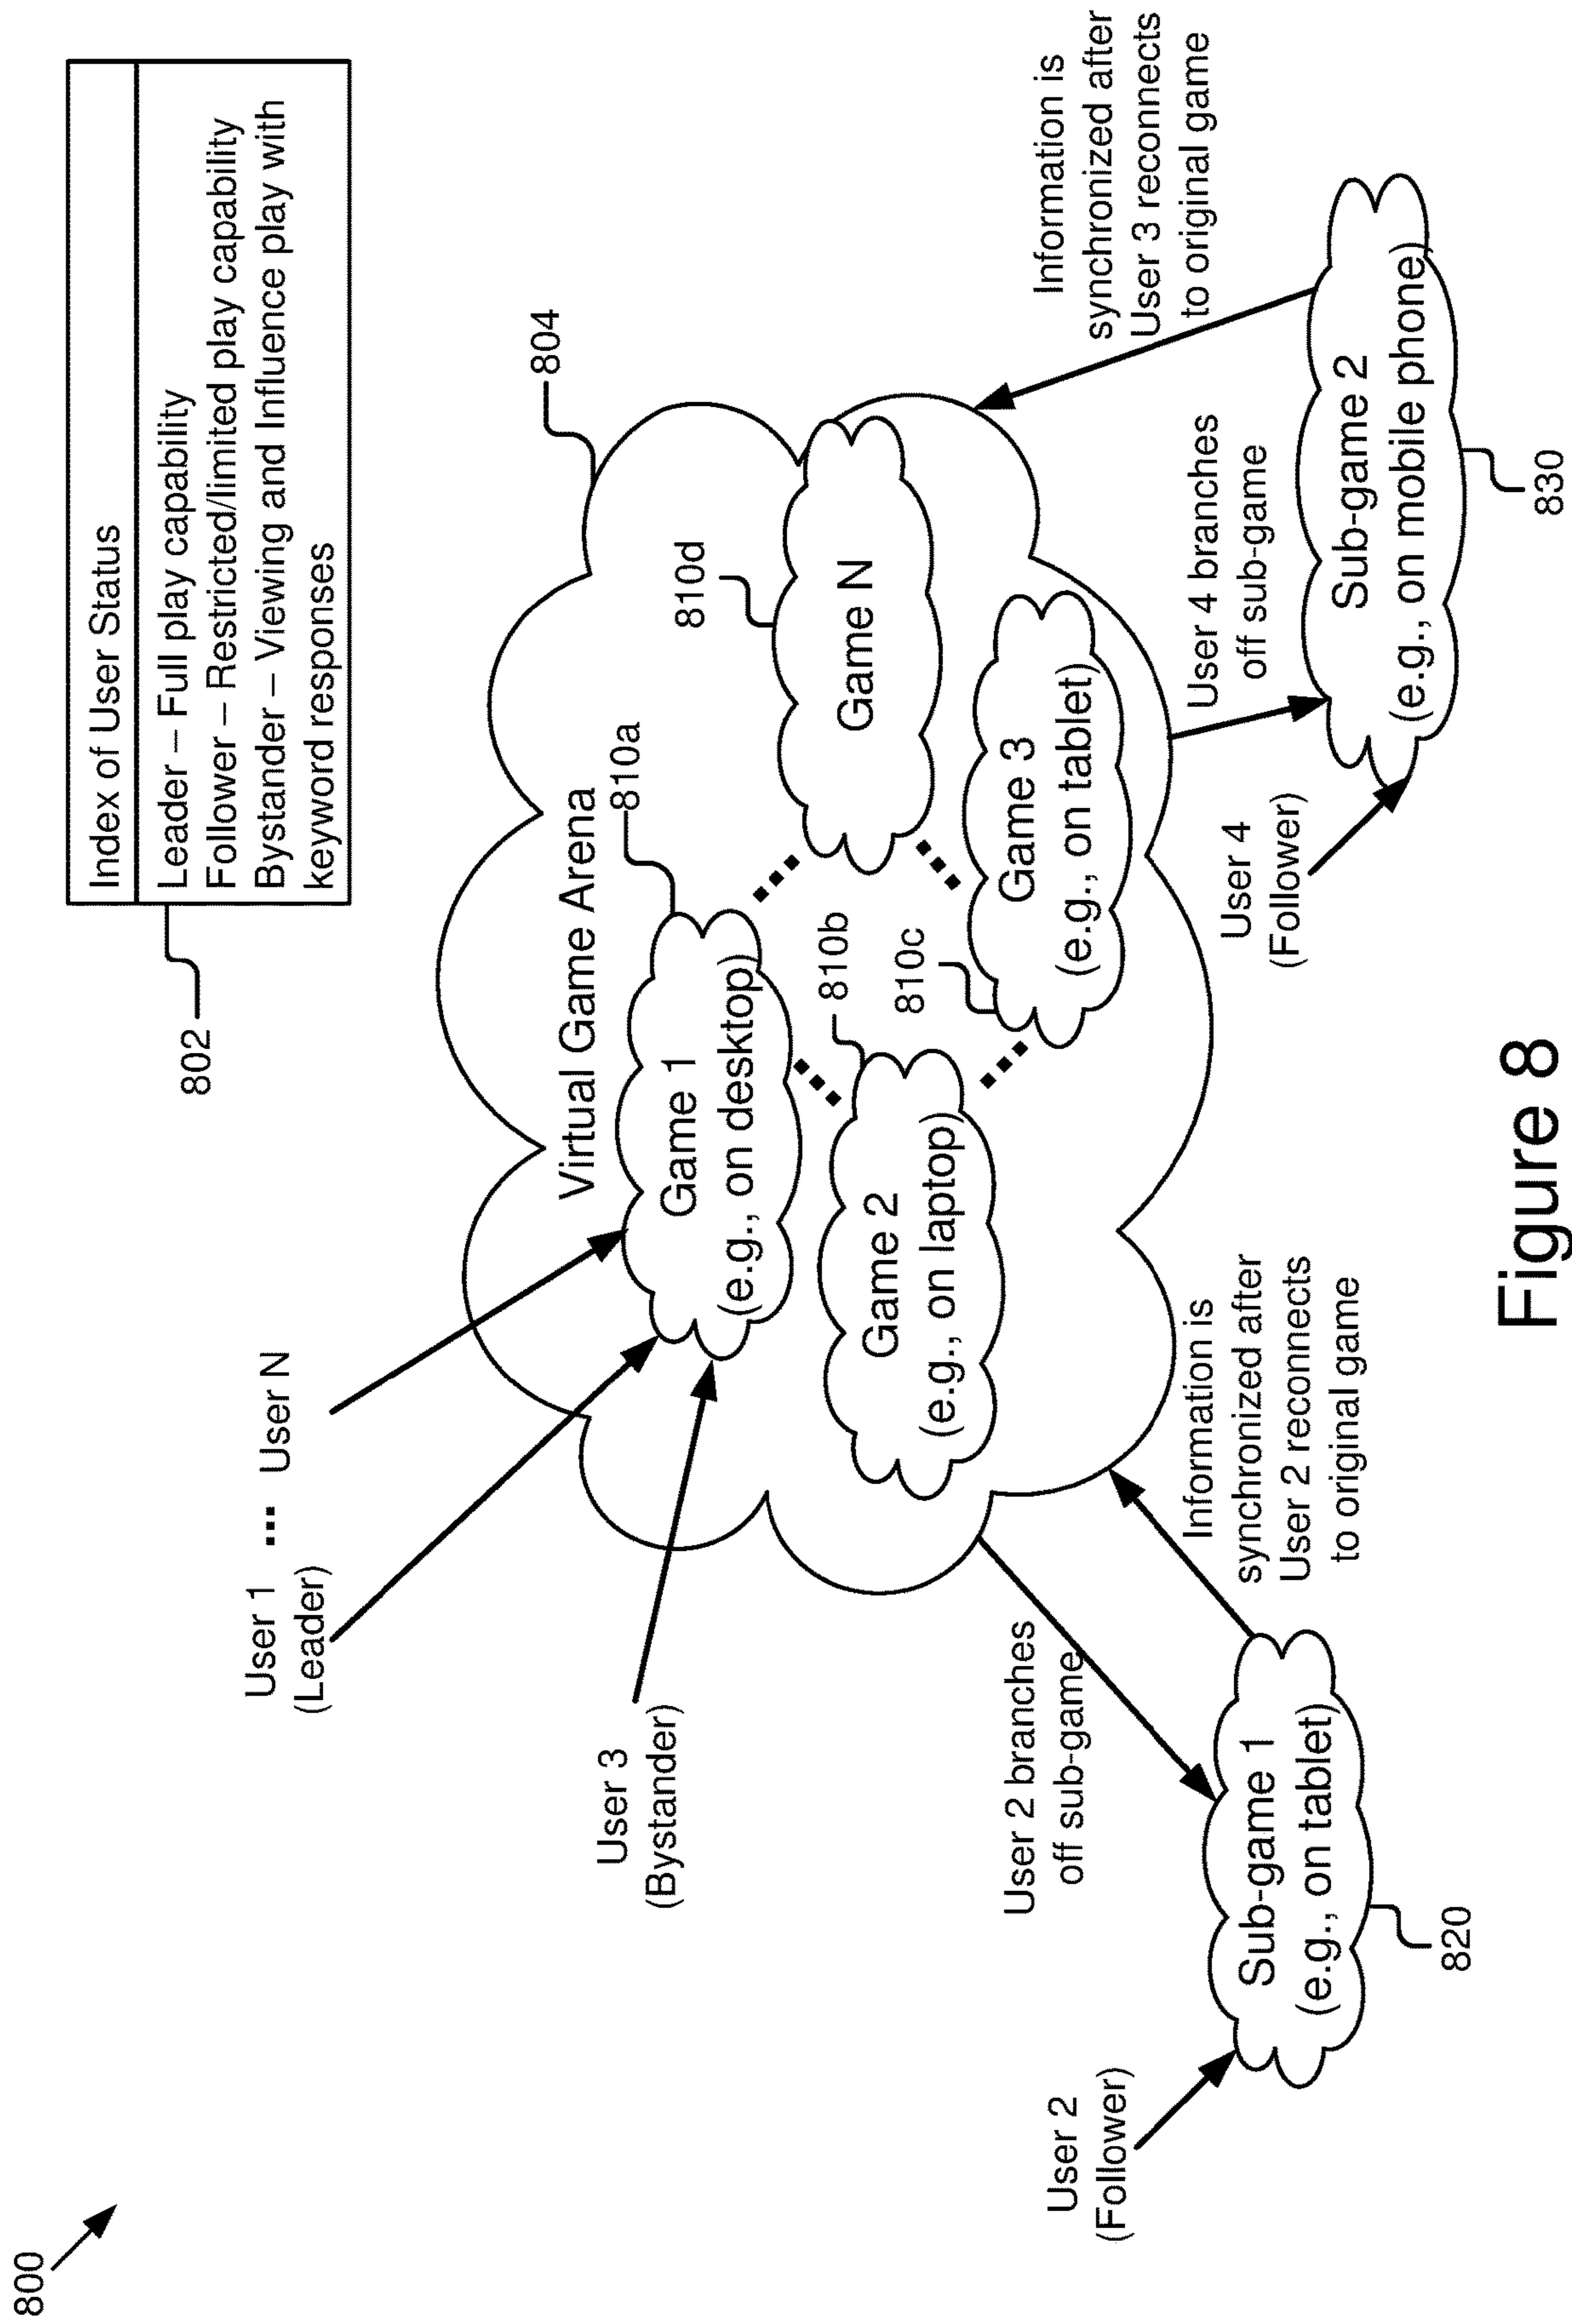 800
802
Index of User Status
Leader – Full play capability
Follower – Restricted/limited play capability
Bystander – Viewing and Influence play with
keyword responses
User 1 ... User N
(Leader)
804
User 3
(Bystander)
Virtual Game Arena
810a
Game 1
(e.g., on desktop)
810d
Game N
810b
Game 2
(e.g., on laptop)
810c
Game 3
(e.g., on tablet)
User 2 branches
off sub-game
Information is
synchronized after
User 2 reconnects
to original game
User 4 branches
off sub-game
Information is
synchronized after
User 3 reconnects
to original game
User 2
(Follower)
Sub-game 1
(e.g., on tablet)
820
User 4
(Follower)
Sub-game 2
(e.g., on mobile phone)
830
Figure 8